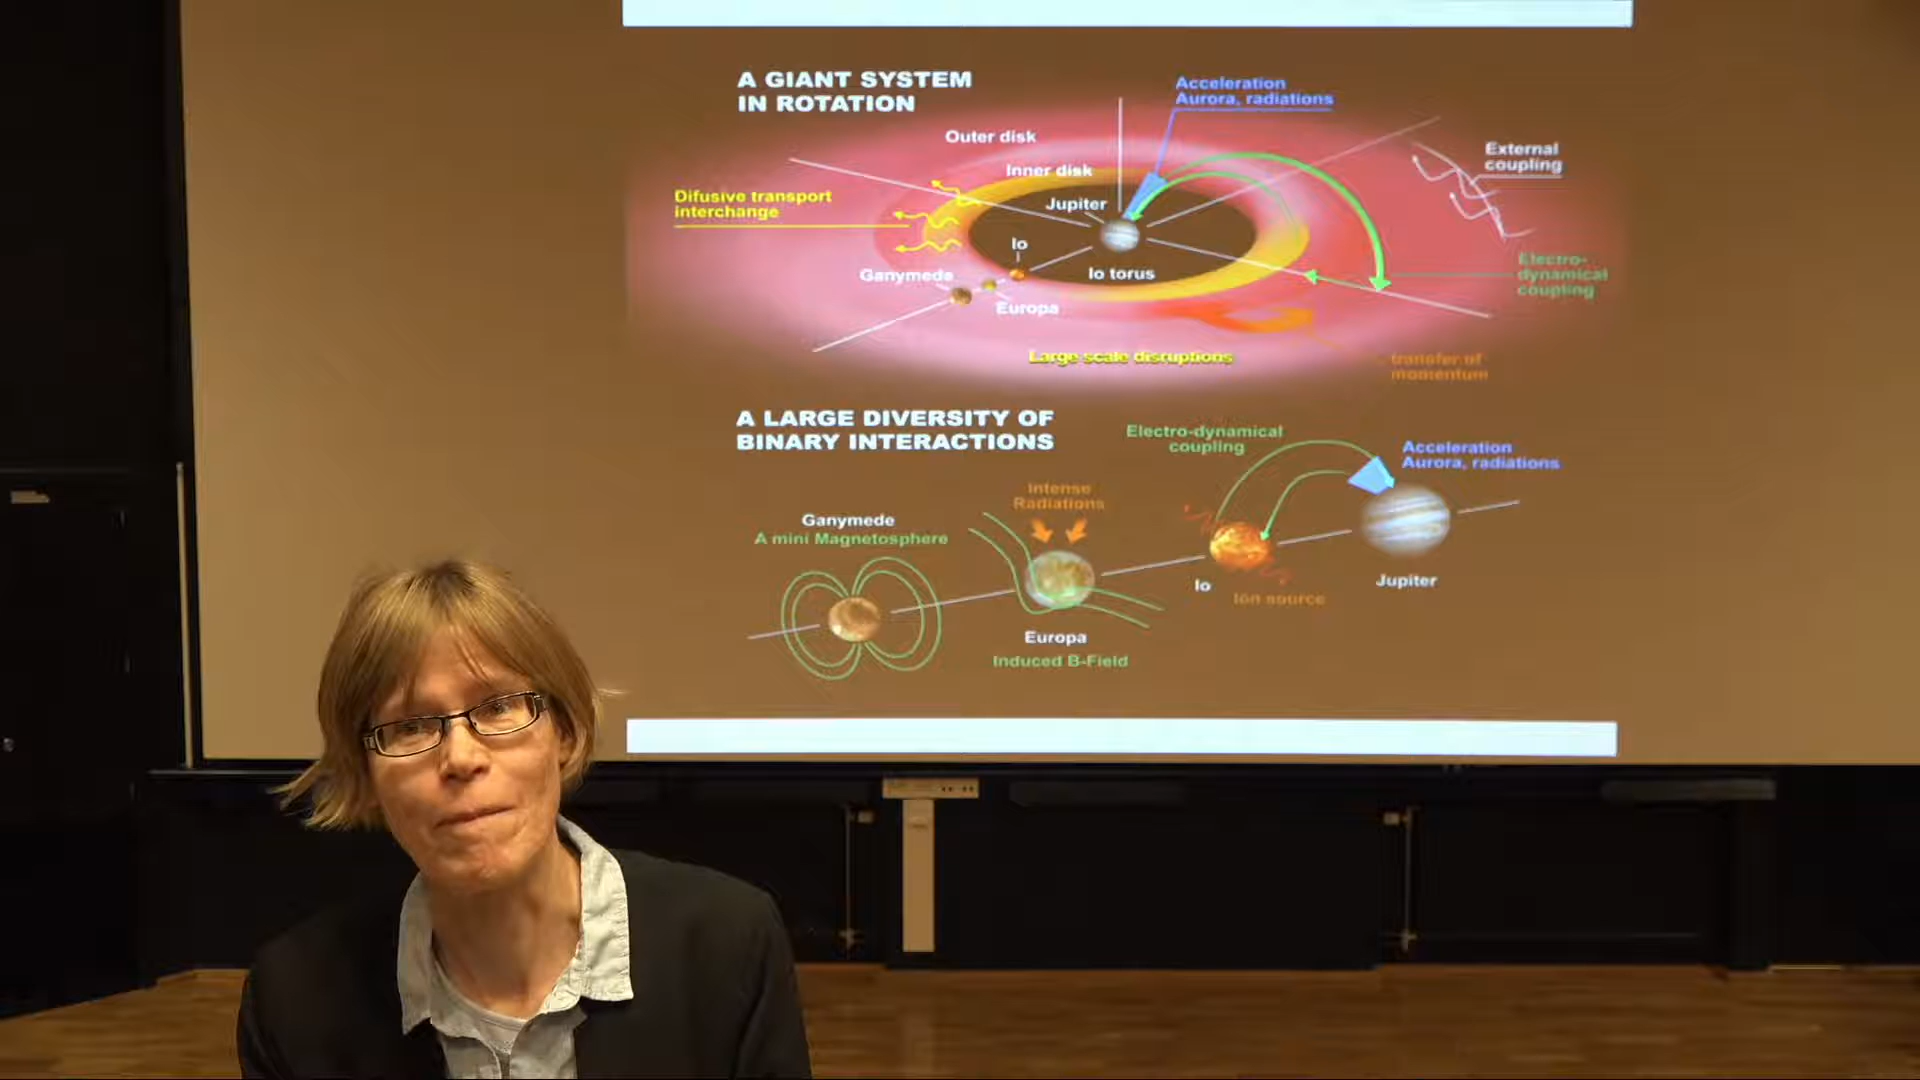 A GIANT SYSTEM
IN ROTATION
Acceleration
Aurora, radiations
Outer disk
External
coupling
Inner disk
Difusive transport
interchange
Jupiter
Io
Electro-
dynamical
coupling
Ganymede
Io torus
Europa
Large scale disruptions
transfer of
momentum
A LARGE DIVERSITY OF
BINARY INTERACTIONS
Electro-dynamical
coupling
Acceleration
Aurora, radiations
Intense
Radiations
Ganymede
A mini Magnetosphere
Io
Ion source
Jupiter
Europa
Induced B-Field